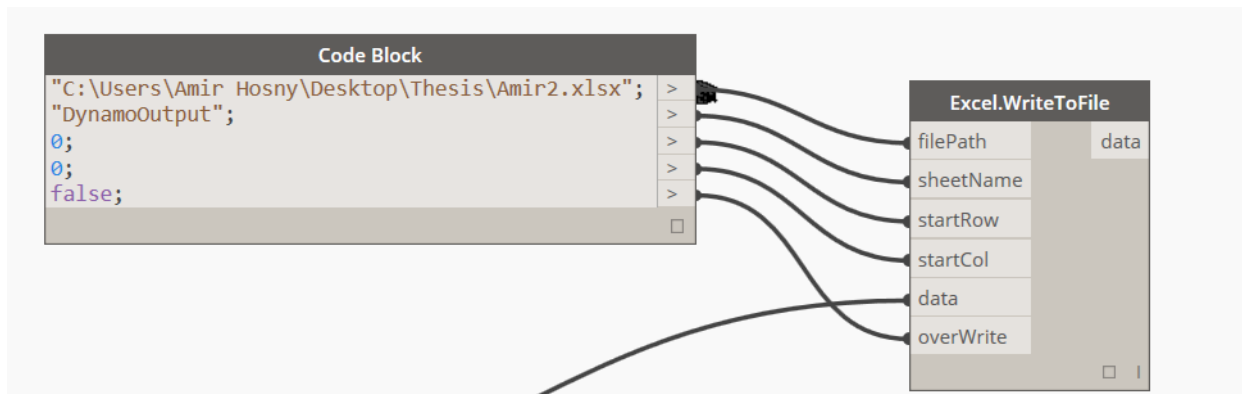 Code Block
"C:\Users\Amir Hosny\Desktop\Thesis\Amir2.xlsx"; >
"DynamoOutput"; >
0; >
0; >
false; >
Excel.WriteToFile
filePath data
sheetName
startRow
startCol
data
overWrite